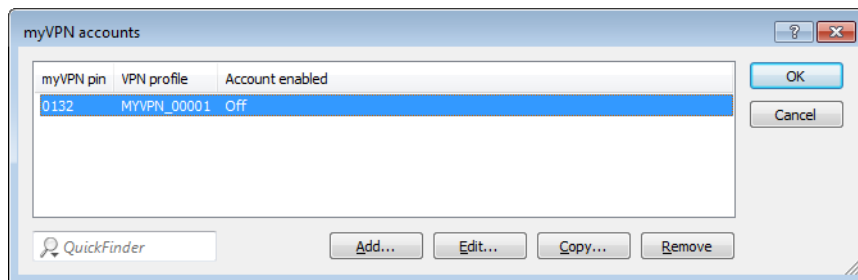 myVPN accounts
myVPN pin VPN profile Account enabled
0132 MYVPN_00001 Off
OK
Cancel
QuickFinder
Add... Edit... Copy... Remove